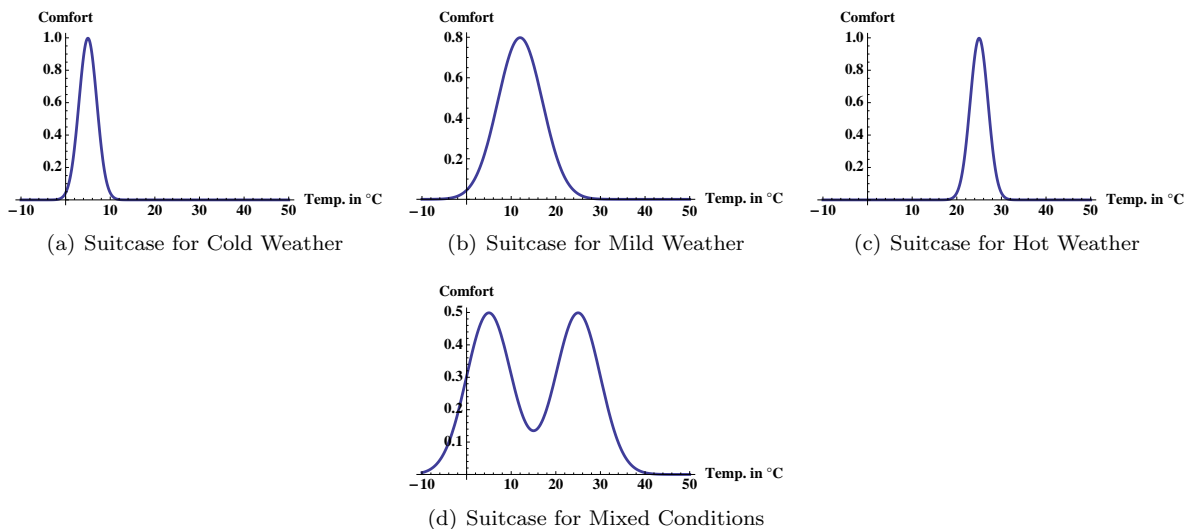 Comfort
1.0
0.8
0.6
0.4
0.2
−10 0 10 20 30 40 50
Temp. in °C
(a) Suitcase for Cold Weather
Comfort
0.8
0.6
0.4
0.2
−10 0 10 20 30 40 50
Temp. in °C
(b) Suitcase for Mild Weather
Comfort
1.0
0.8
0.6
0.4
0.2
−10 0 10 20 30 40 50
Temp. in °C
(c) Suitcase for Hot Weather
Comfort
0.5
0.4
0.3
0.2
0.1
−10 0 10 20 30 40 50
Temp. in °C
(d) Suitcase for Mixed Conditions